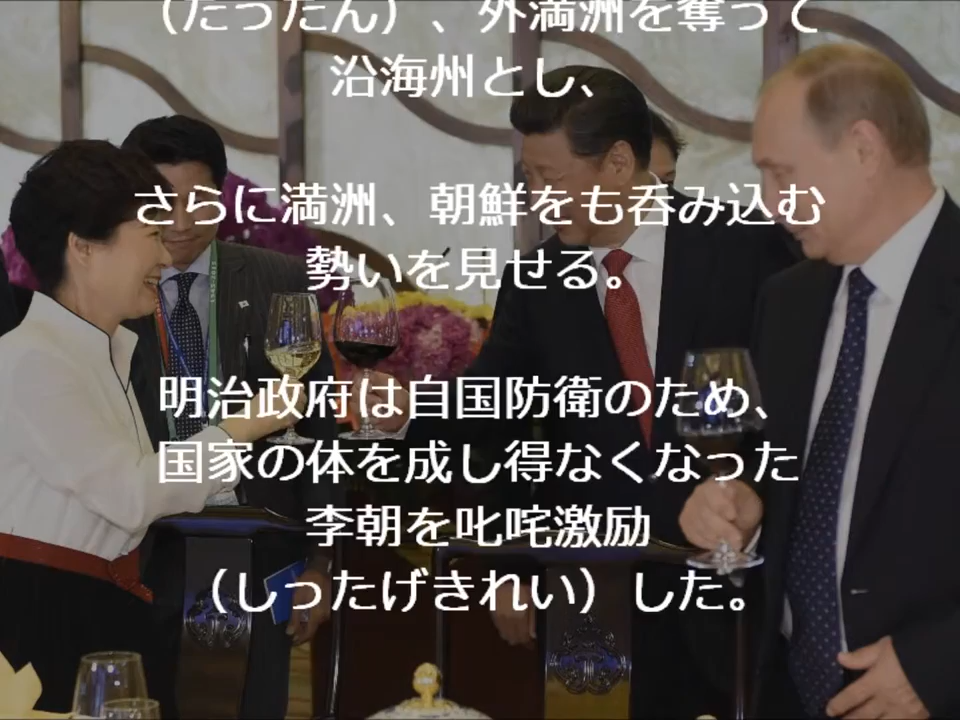 （だったん）、外満洲を奪って
沿海州とし、
さらに満洲、朝鮮をも呑み込む
勢いを見せる。
明治政府は自国防衛のため、
国家の体を成し得なくなった
李朝を叱咤激励
（しったげきれい）した。